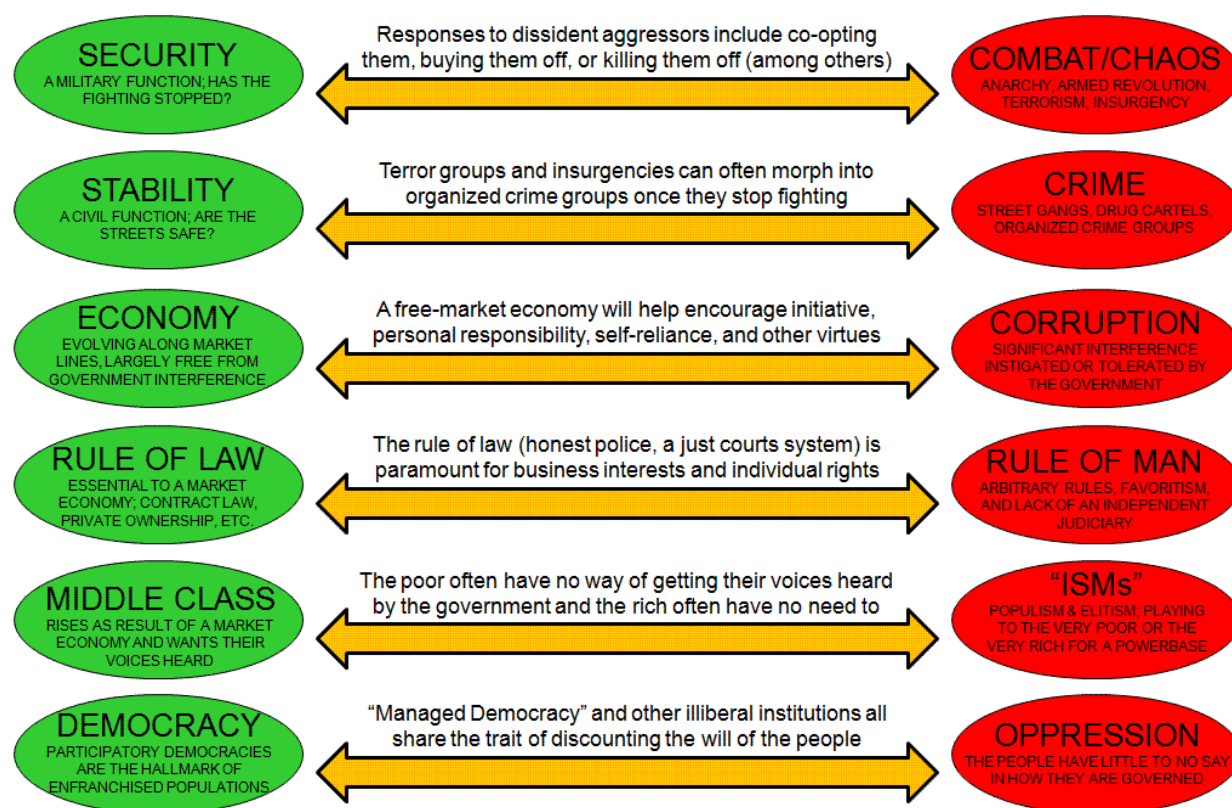 SECURITY
A MILITARY FUNCTION; HAS THE
FIGHTING STOPPED?
Responses to dissident aggressors include co-opting
them, buying them off, or killing them off (among others)
COMBAT/CHAOS
ANARCHY, ARMED REVOLUTION,
TERRORISM, INSURGENCY
STABILITY
A CIVIL FUNCTION; ARE THE
STREETS SAFE?
Terror groups and insurgencies can often morph into
organized crime groups once they stop fighting
CRIME
STREET GANGS, DRUG CARTELS,
ORGANIZED CRIME GROUPS
ECONOMY
EVOLVING ALONG MARKET
LINES, LARGELY FREE FROM
GOVERNMENT INTERFERENCE
A free-market economy will help encourage initiative,
personal responsibility, self-reliance, and other virtues
CORRUPTION
SIGNIFICANT INTERFERENCE
INSTIGATED OR TOLERATED BY
THE GOVERNMENT
RULE OF LAW
ESSENTIAL TO A MARKET
ECONOMY; CONTRACT LAW,
PRIVATE OWNERSHIP, ETC.
The rule of law (honest police, a just courts system) is
paramount for business interests and individual rights
RULE OF MAN
ARBITRARY RULES, FAVORITISM,
AND LACK OF AN INDEPENDENT
JUDICIARY
MIDDLE CLASS
RISES AS RESULT OF A MARKET
ECONOMY AND WANTS THEIR
VOICES HEARD
The poor often have no way of getting their voices heard
by the government and the rich often have no need to
“ISMs”
POPULISM & ELITISM; PLAYING
TO THE VERY POOR OR THE
VERY RICH FOR A POWERBASE
DEMOCRACY
PARTICIPATORY DEMOCRACIES
ARE THE HALLMARK OF
ENFRANCHISED POPULATIONS
“Managed Democracy” and other illiberal institutions all
share the trait of discounting the will of the people
OPPRESSION
THE PEOPLE HAVE LITTLE TO NO SAY
IN HOW THEY ARE GOVERNED